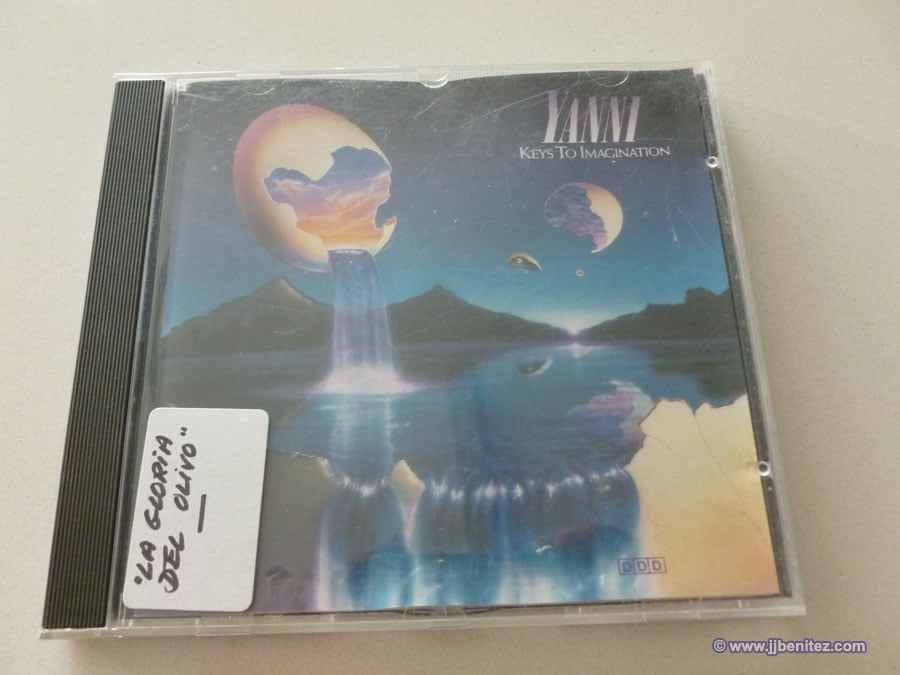 YANNI
KEYS TO IMAGINATION
"LA GLORIA
DEL OLIVO"
DDD
© www.jjbenitez.com